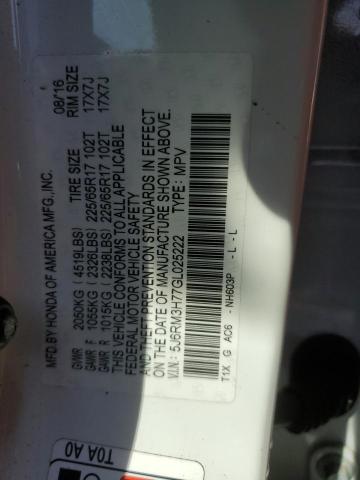 MFD.BY HONDA OF AMERICA MFG.,INC. 08/16
TIRE SIZE RIM SIZE
GVWR 2050KG (4519LBS)
GAWR F 1055KG (2326LBS) 225/65R17 102T 17X7J
GAWR R 1015KG (2238LBS) 225/65R17 102T 17X7J
THIS VEHICLE CONFORMS TO ALL APPLICABLE
FEDERAL MOTOR VEHICLE SAFETY
AND THEFT PREVENTION STANDARDS IN EFFECT
ON THE DATE OF MANUFACTURE SHOWN ABOVE.
V.I.N.: 5J6RM3H77GL025222 TYPE: MPV
T1X G AC6 - NH603P - L - L
T0A A0